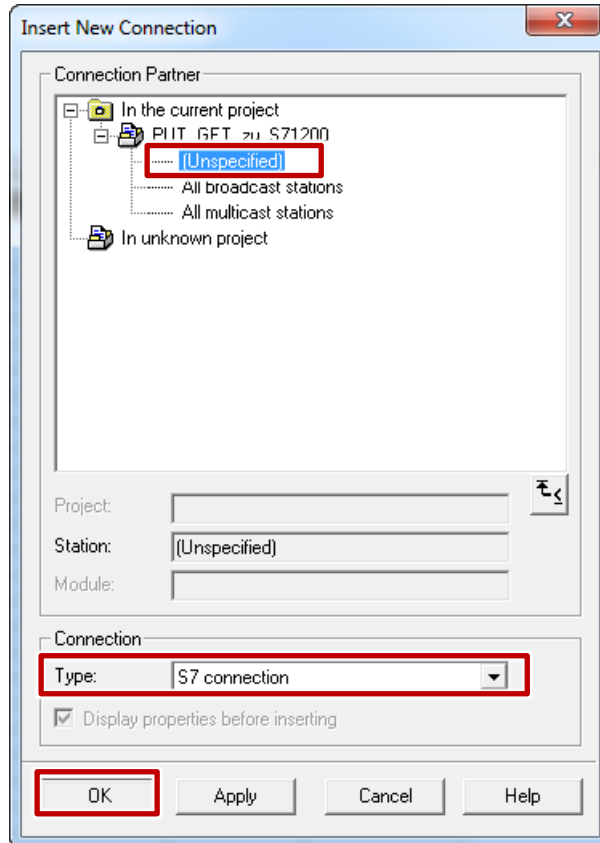 Insert New Connection
Connection Partner
In the current project
PUT_GET_zu_S71200
(Unspecified)
All broadcast stations
All multicast stations
In unknown project
Project:
Station: (Unspecified)
Module:
Connection
Type: S7 connection
Display properties before inserting
OK Apply Cancel Help